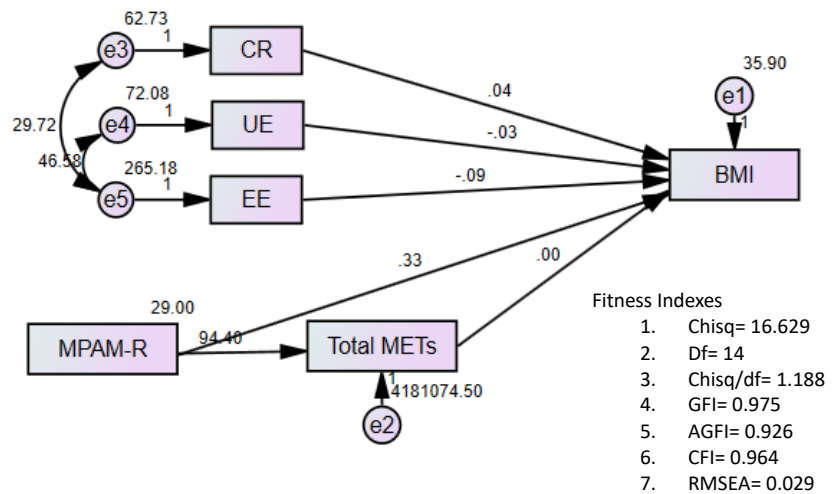 62.73
e3
1
CR
.04
35.90
e1
1
72.08
e4
1
UE
-.03
29.72
46.58
BMI
265.18
e5
1
EE
-.09
.33
.00
29.00
MPAM-R
94.40
Total METs
1
4181074.50
e2
Fitness Indexes
1. Chisq= 16.629
2. Df= 14
3. Chisq/df= 1.188
4. GFI= 0.975
5. AGFI= 0.926
6. CFI= 0.964
7. RMSEA= 0.029